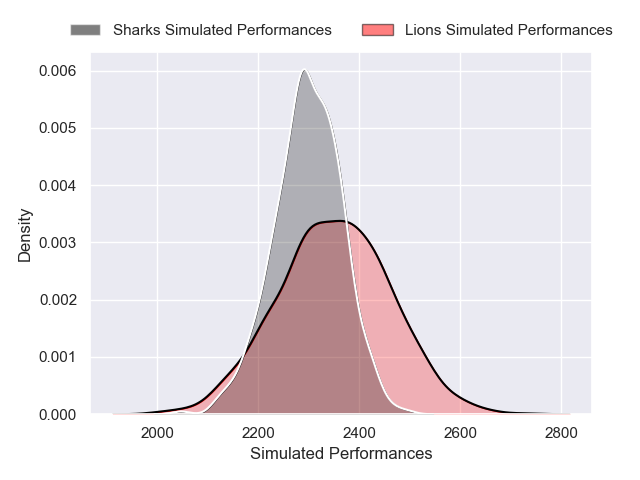 Sharks Simulated Performances Lions Simulated Performances
0.006
0.005
0.004
0.003
0.002
0.001
0.000
Density
2000 2200 2400 2600 2800
Simulated Performances